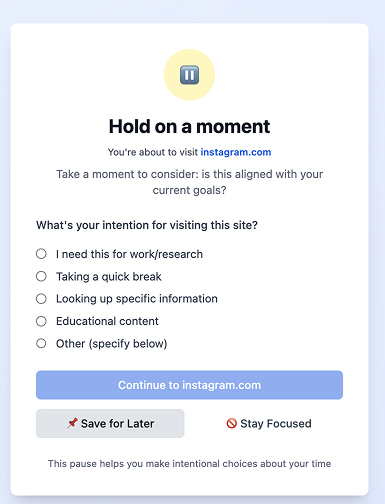 Hold on a moment
You're about to visit instagram.com
Take a moment to consider: is this aligned with your
current goals?
What's your intention for visiting this site?
I need this for work/research
Taking a quick break
Looking up specific information
Educational content
Other (specify below)
Continue to instagram.com
📌 Save for Later 🚫 Stay Focused
This pause helps you make intentional choices about your time